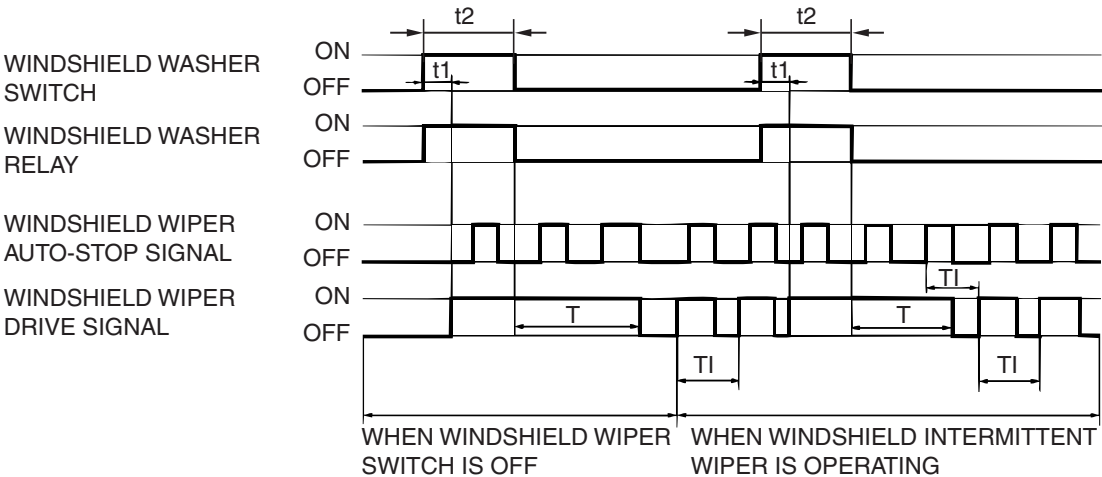 t2 t2
WINDSHIELD WASHER
SWITCH
ON
OFF
t1 t1
WINDSHIELD WASHER
RELAY
ON
OFF
WINDSHIELD WIPER
AUTO-STOP SIGNAL
ON
OFF
TI
WINDSHIELD WIPER
DRIVE SIGNAL
ON
OFF
T T
TI TI
WHEN WINDSHIELD WIPER
SWITCH IS OFF
WHEN WINDSHIELD INTERMITTENT
WIPER IS OPERATING